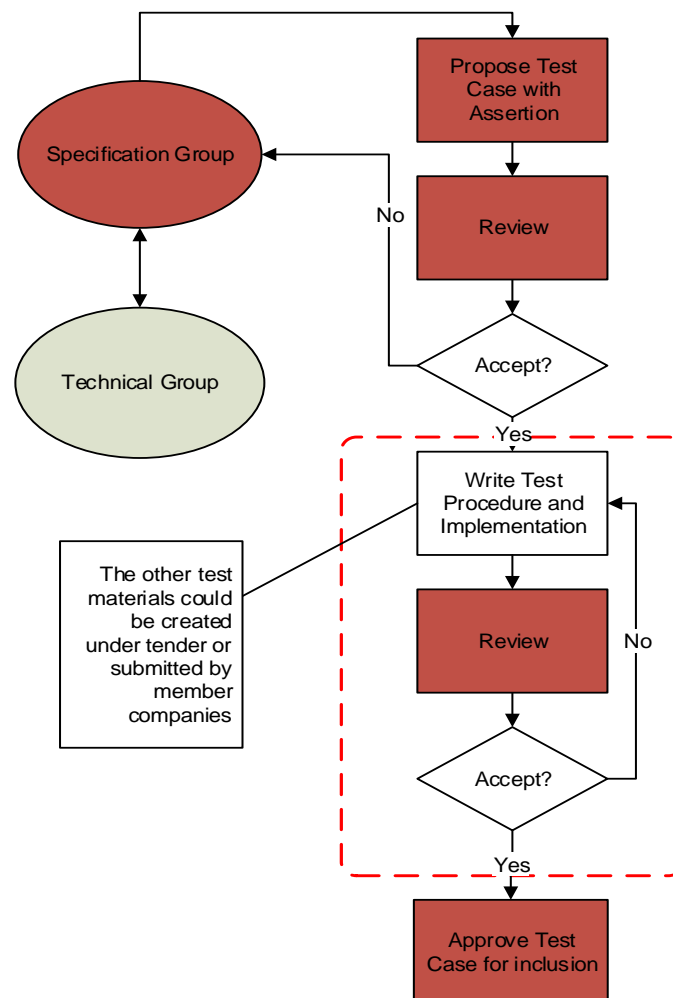 Propose Test
Case with
Assertion
Specification Group
No
Review
Technical Group
Accept?
Yes
Write Test
Procedure and
Implementation
The other test
materials could
be created
under tender or
submitted by
member
companies
Review
No
Accept?
Yes
Approve Test
Case for inclusion